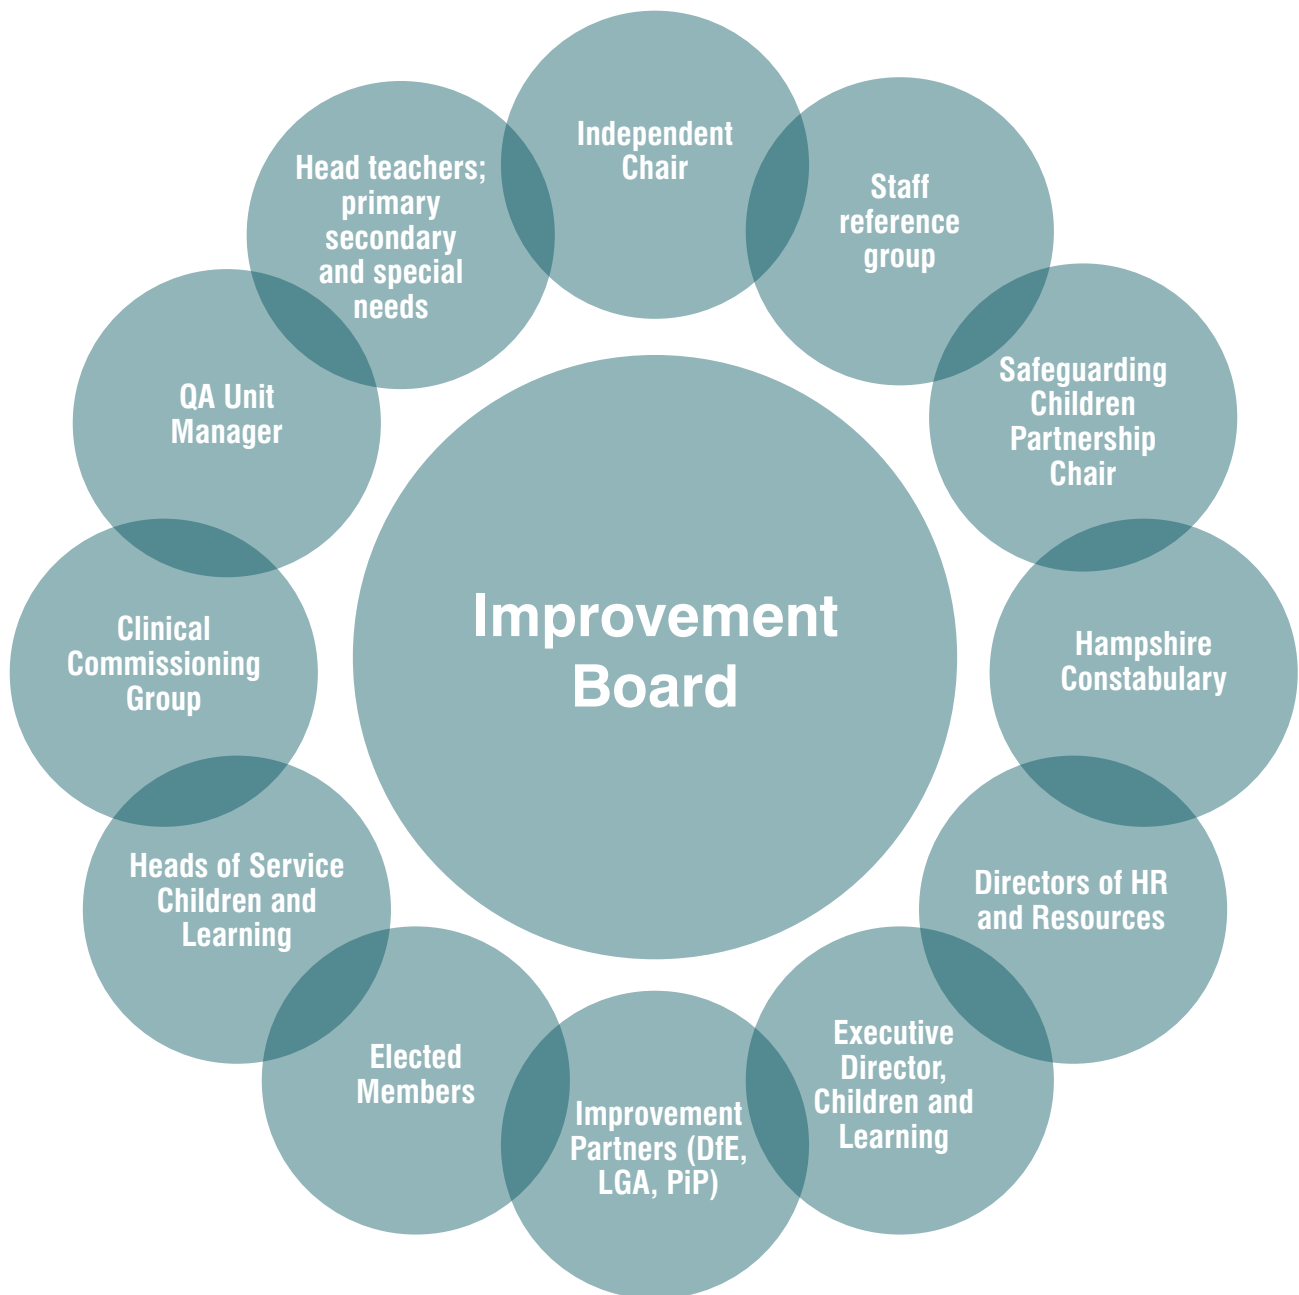 Independent
Chair
Staff
reference
group
Safeguarding
Children
Partnership
Chair
Hampshire
Constabulary
Directors of HR
and Resources
Executive
Director,
Children and
Learning
Improvement
Partners (DfE,
LGA, PiP)
Elected
Members
Heads of Service
Children and
Learning
Clinical
Commissioning
Group
QA Unit
Manager
Head teachers;
primary
secondary
and special
needs
Improvement
Board